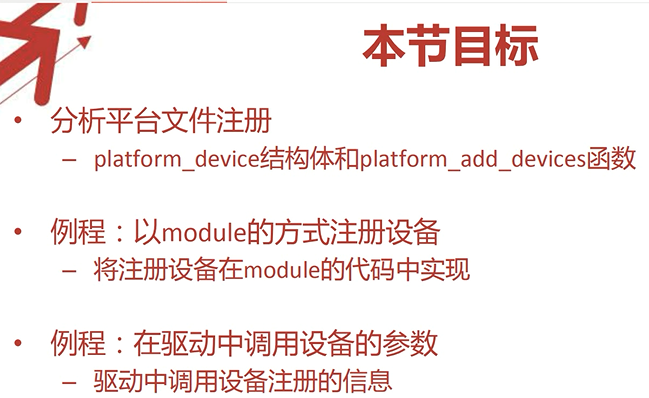 本节目标
• 分析平台文件注册
– platform_device结构体和platform_add_devices函数
• 例程：以module的方式注册设备
– 将注册设备在module的代码中实现
• 例程：在驱动中调用设备的参数
– 驱动中调用设备注册的信息